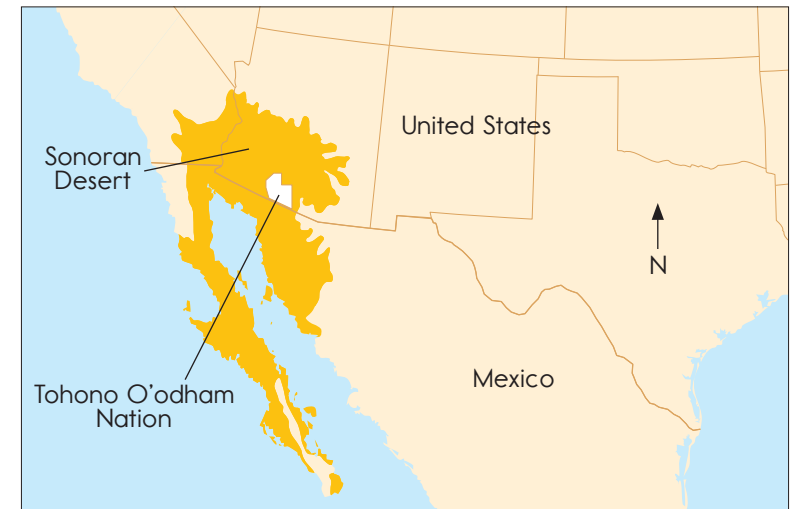 United States
Sonoran
Desert
N
Tohono O'odham
Nation
Mexico